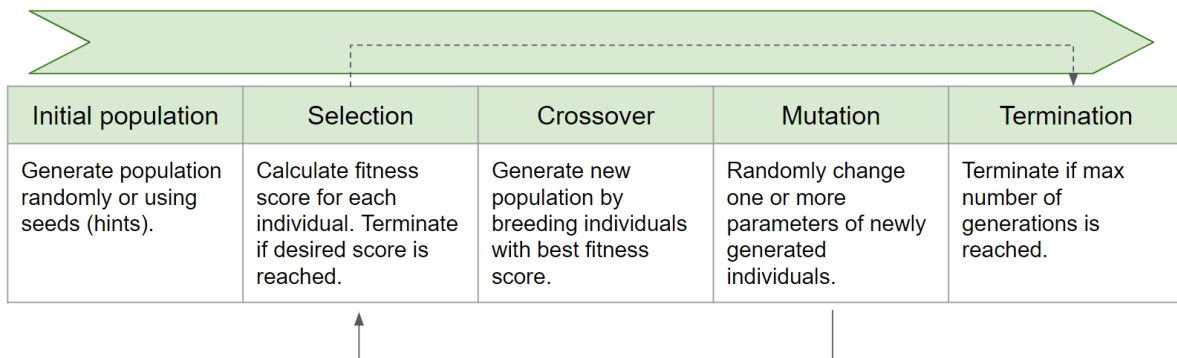 Initial population
Selection
Crossover
Mutation
Termination
Generate population
randomly or using
seeds (hints).
Calculate fitness
score for each
individual. Terminate
if desired score is
reached.
Generate new
population by
breeding individuals
with best fitness
score.
Randomly change
one or more
parameters of newly
generated
individuals.
Terminate if max
number of
generations is
reached.